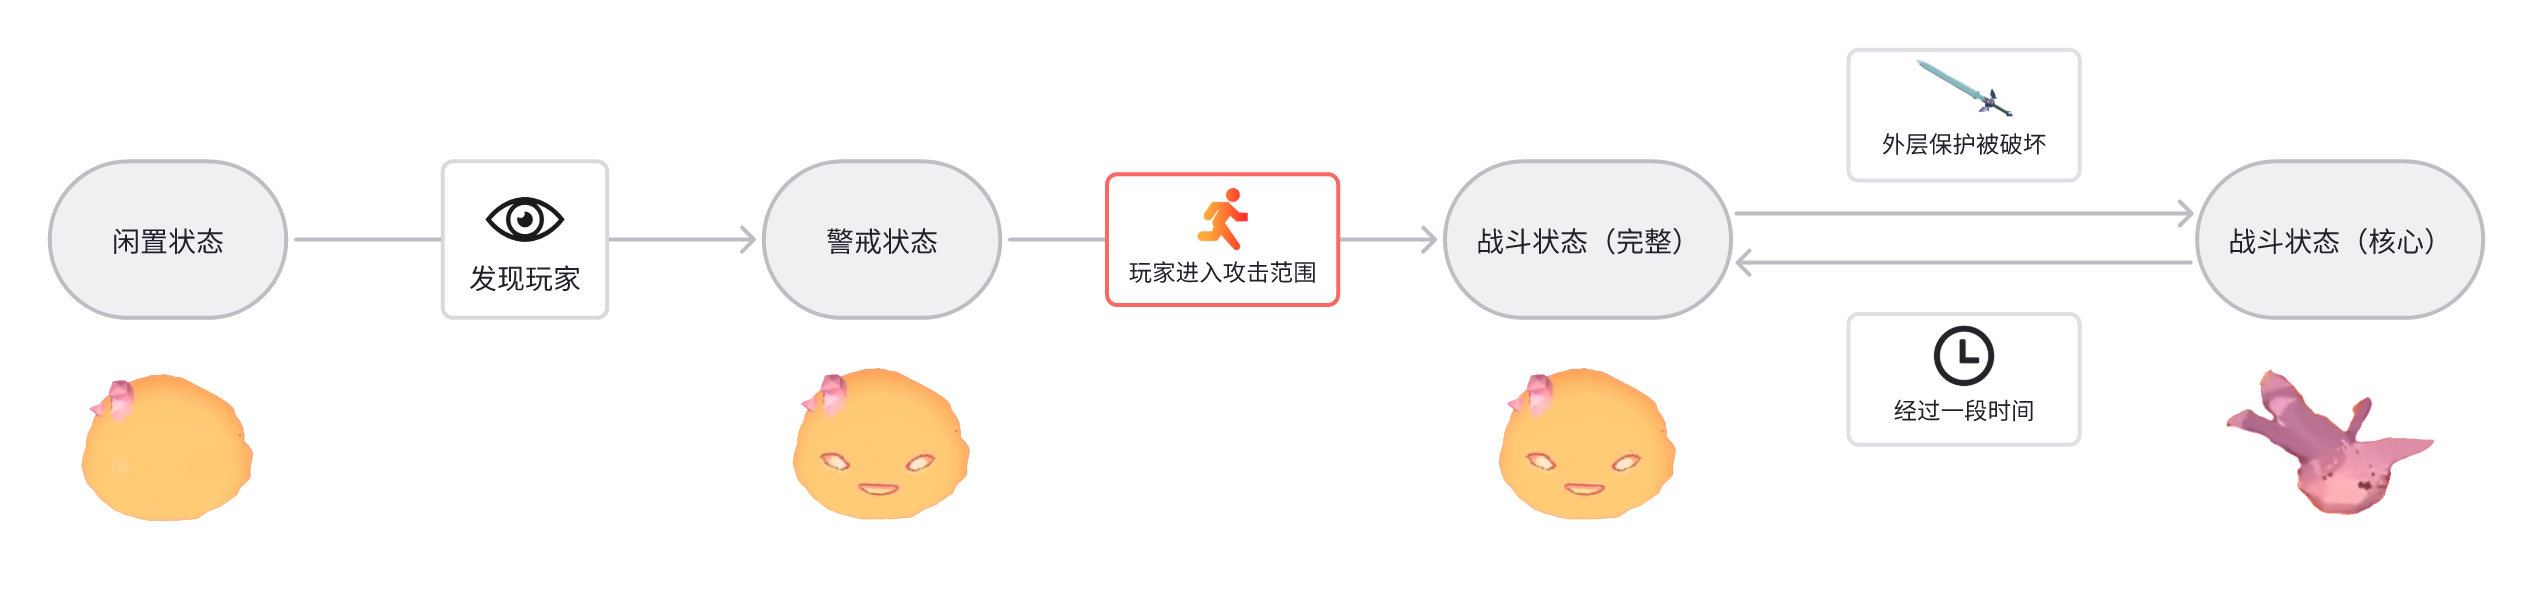 闲置状态
发现玩家
警戒状态
玩家进入攻击范围
战斗状态（完整）
外层保护被破坏
经过一段时间
战斗状态（核心）